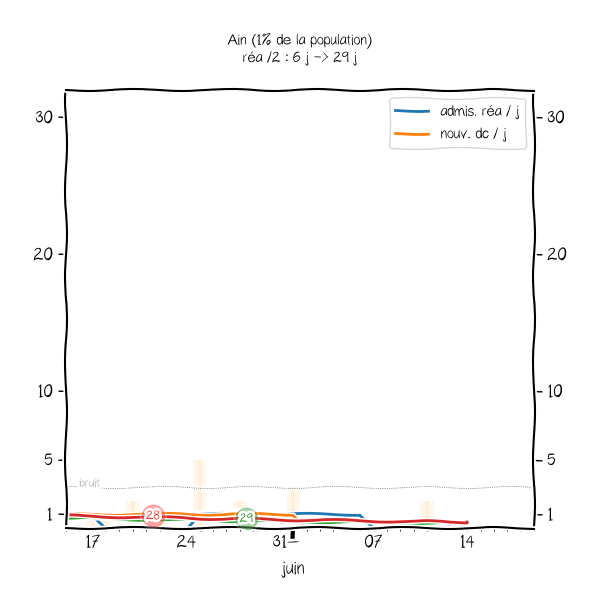 Ain (1% de la population)
réa /2 : 6 j -> 29 j
admis. réa / j
nouv. dc / j
30
30
20
20
10
10
5
5
bruit
1
28
29
1
17
24
31
07
14
juin